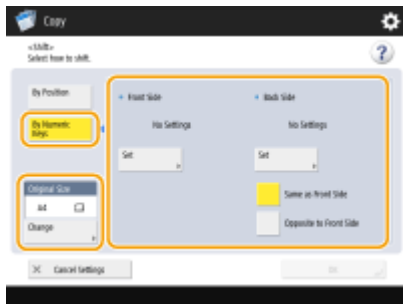 Copy
<Shift>
Select how to shift.
?
By Position
By Numeric
Keys
Front Side
Back Side
No Settings
No Settings
Set
Set
Same as Front Side
Opposite to Front Side
Original Size
A4
Change
× Cancel Settings
OK